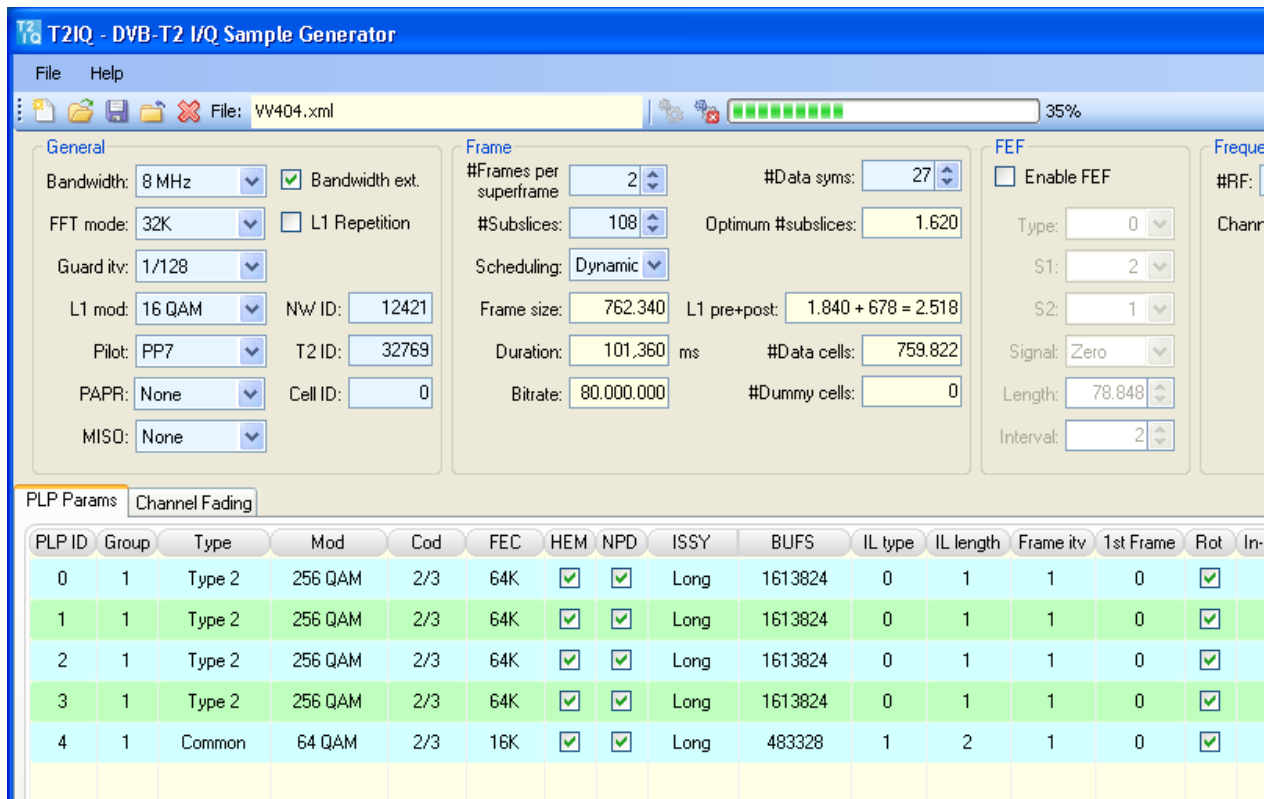 T2IQ - DVB-T2 I/Q Sample Generator
File Help
File: VV404.xml 35%
General
Bandwidth: 8 MHz Bandwidth ext.
FFT mode: 32K L1 Repetition
Guard itv: 1/128
L1 mod: 16 QAM NW ID: 12421
Pilot: PP7 T2 ID: 32769
PAPR: None Cell ID: 0
MISO: None
Frame
#Frames per superframe 2 #Data syms: 27
#Subslices: 108 Optimum #subslices: 1.620
Scheduling: Dynamic
Frame size: 762.340 L1 pre+post: 1.840 + 678 = 2.518
Duration: 101,360 ms #Data cells: 759.822
Bitrate: 80.000.000 #Dummy cells: 0
FEF
Enable FEF
Type: 0
S1: 2
S2: 1
Signal: Zero
Length: 78.848
Interval: 2
Freque
#RF:
Chann
PLP Params Channel Fading
PLP ID Group Type Mod Cod FEC HEM NPD ISSY BUFS IL type IL length Frame itv 1st Frame Rot In-
0 1 Type 2 256 QAM 2/3 64K Long 1613824 0 1 1 0
1 1 Type 2 256 QAM 2/3 64K Long 1613824 0 1 1 0
2 1 Type 2 256 QAM 2/3 64K Long 1613824 0 1 1 0
3 1 Type 2 256 QAM 2/3 64K Long 1613824 0 1 1 0
4 1 Common 64 QAM 2/3 16K Long 483328 1 2 1 0